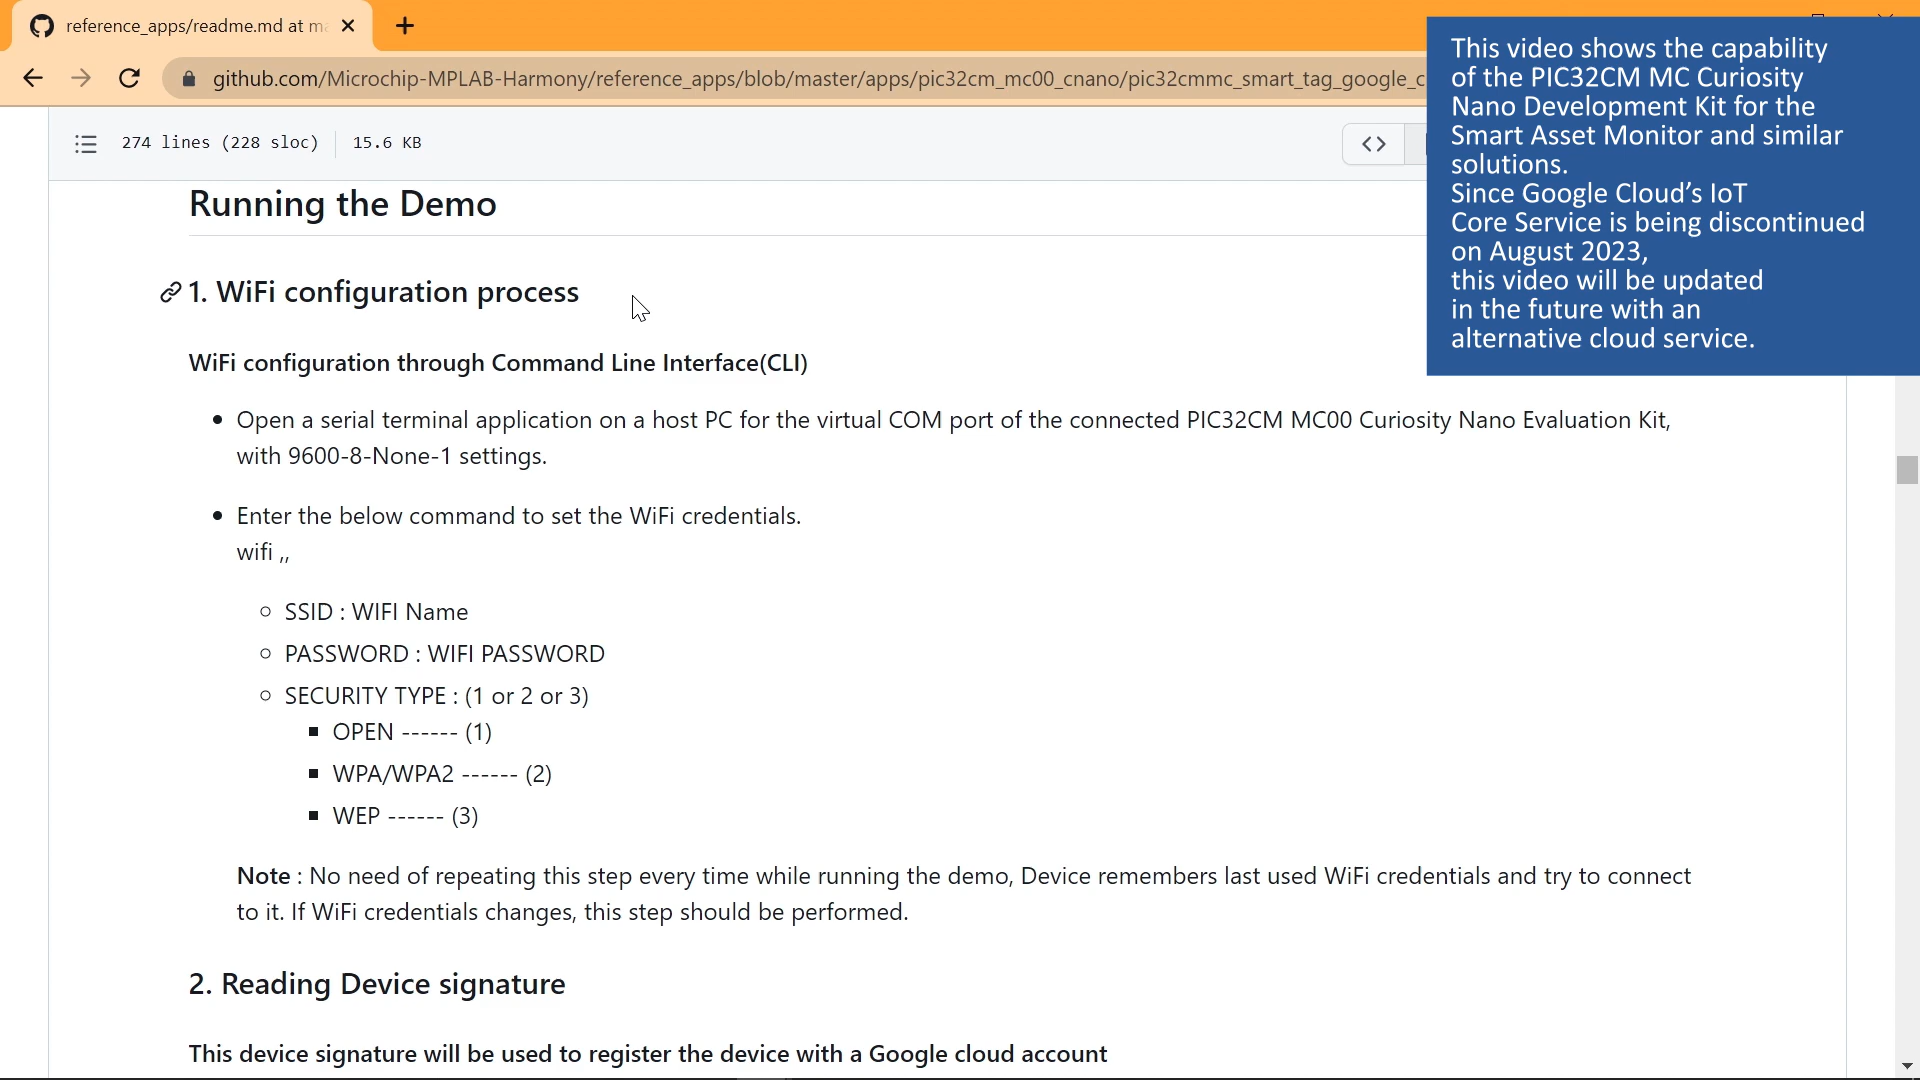 reference_apps/readme.md at m
github.com/Microchip-MPLAB-Harmony/reference_apps/blob/master/apps/pic32cm_mc00_cnano/pic32cmmc_smart_tag_google_c
This video shows the capability
of the PIC32CM MC Curiosity
Nano Development Kit for the
Smart Asset Monitor and similar
solutions.
Since Google Cloud’s IoT
Core Service is being discontinued
on August 2023,
this video will be updated
in the future with an
alternative cloud service.
274 lines (228 sloc) 15.6 KB
Running the Demo
1. WiFi configuration process
WiFi configuration through Command Line Interface(CLI)
• Open a serial terminal application on a host PC for the virtual COM port of the connected PIC32CM MC00 Curiosity Nano Evaluation Kit,
with 9600-8-None-1 settings.
• Enter the below command to set the WiFi credentials.
wifi ,,
○ SSID : WIFI Name
○ PASSWORD : WIFI PASSWORD
○ SECURITY TYPE : (1 or 2 or 3)
▪ OPEN ------ (1)
▪ WPA/WPA2 ------ (2)
▪ WEP ------ (3)
Note : No need of repeating this step every time while running the demo, Device remembers last used WiFi credentials and try to connect
to it. If WiFi credentials changes, this step should be performed.
2. Reading Device signature
This device signature will be used to register the device with a Google cloud account